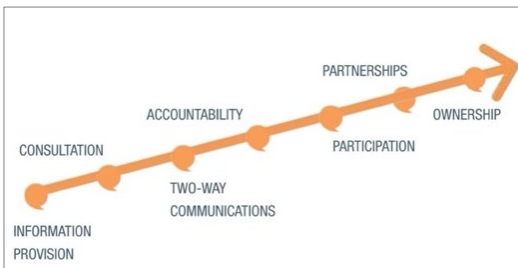 PARTNERSHIPS
ACCOUNTABILITY
OWNERSHIP
CONSULTATION
PARTICIPATION
TWO-WAY
COMMUNICATIONS
INFORMATION
PROVISION